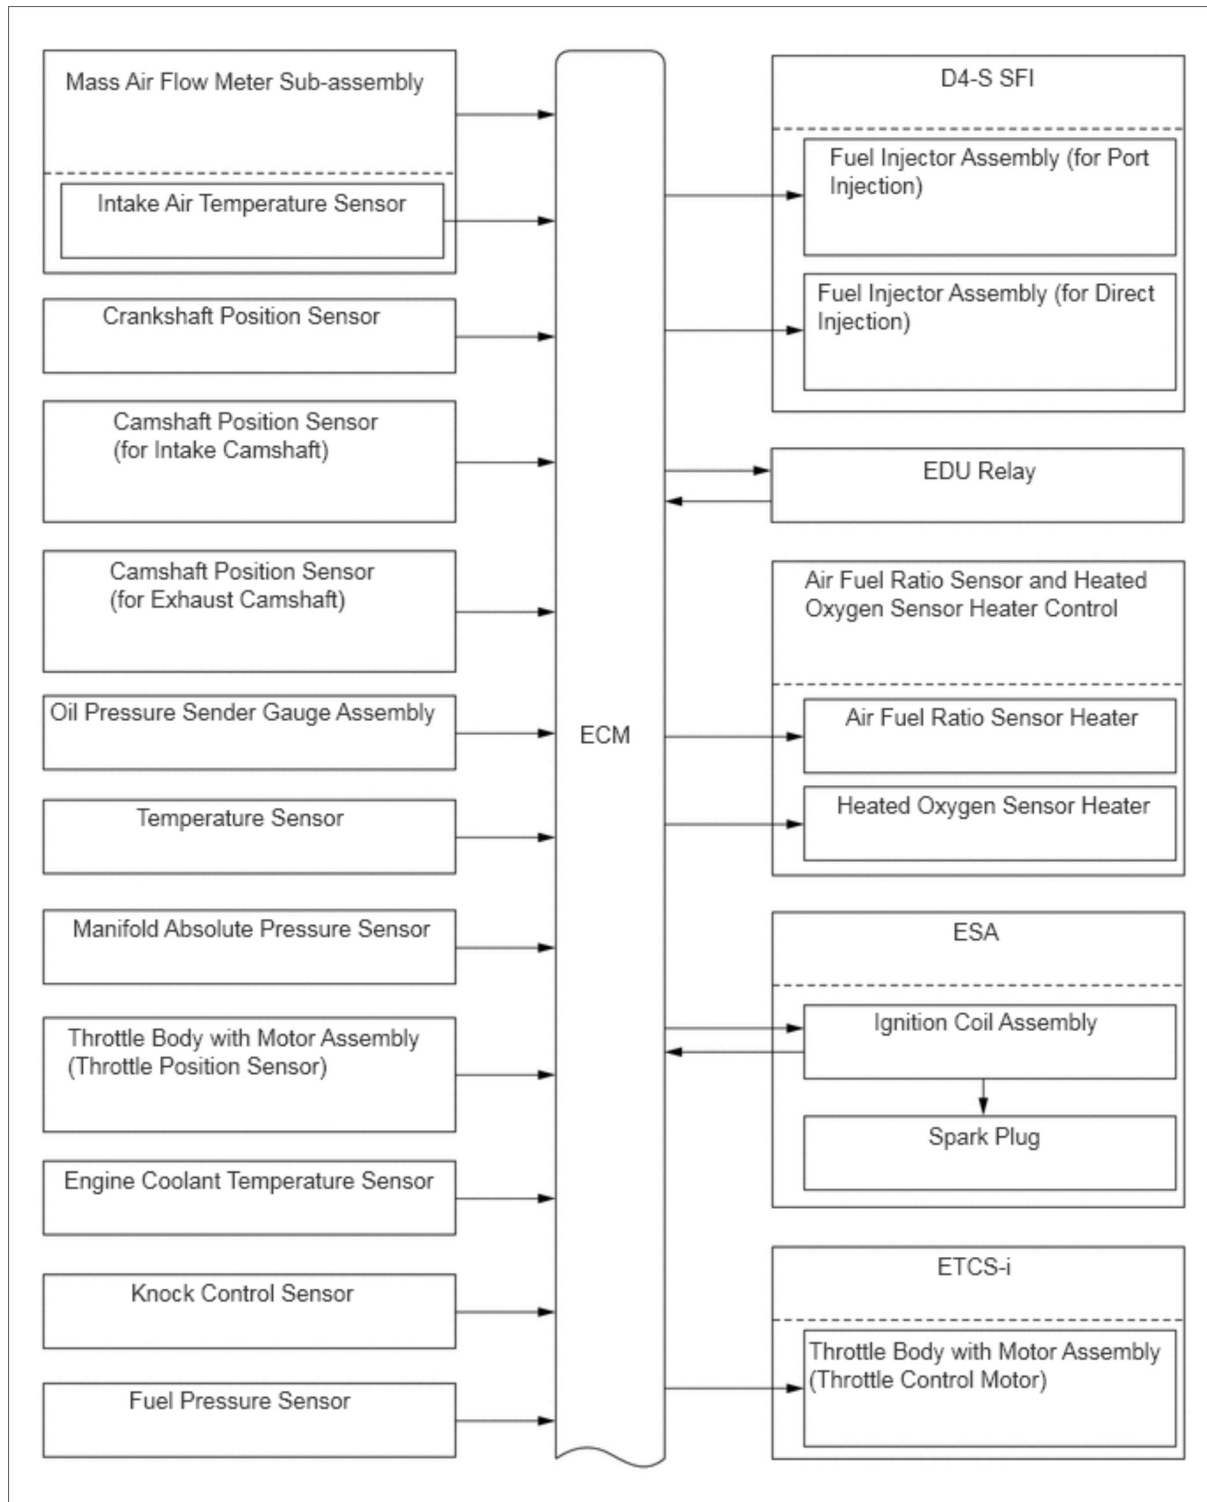 Mass Air Flow Meter Sub-assembly
Intake Air Temperature Sensor
Crankshaft Position Sensor
Camshaft Position Sensor
(for Intake Camshaft)
Camshaft Position Sensor
(for Exhaust Camshaft)
Oil Pressure Sender Gauge Assembly
Temperature Sensor
Manifold Absolute Pressure Sensor
Throttle Body with Motor Assembly
(Throttle Position Sensor)
Engine Coolant Temperature Sensor
Knock Control Sensor
Fuel Pressure Sensor
ECM
D4-S SFI
Fuel Injector Assembly (for Port
Injection)
Fuel Injector Assembly (for Direct
Injection)
EDU Relay
Air Fuel Ratio Sensor and Heated
Oxygen Sensor Heater Control
Air Fuel Ratio Sensor Heater
Heated Oxygen Sensor Heater
ESA
Ignition Coil Assembly
Spark Plug
ETCS-i
Throttle Body with Motor Assembly
(Throttle Control Motor)